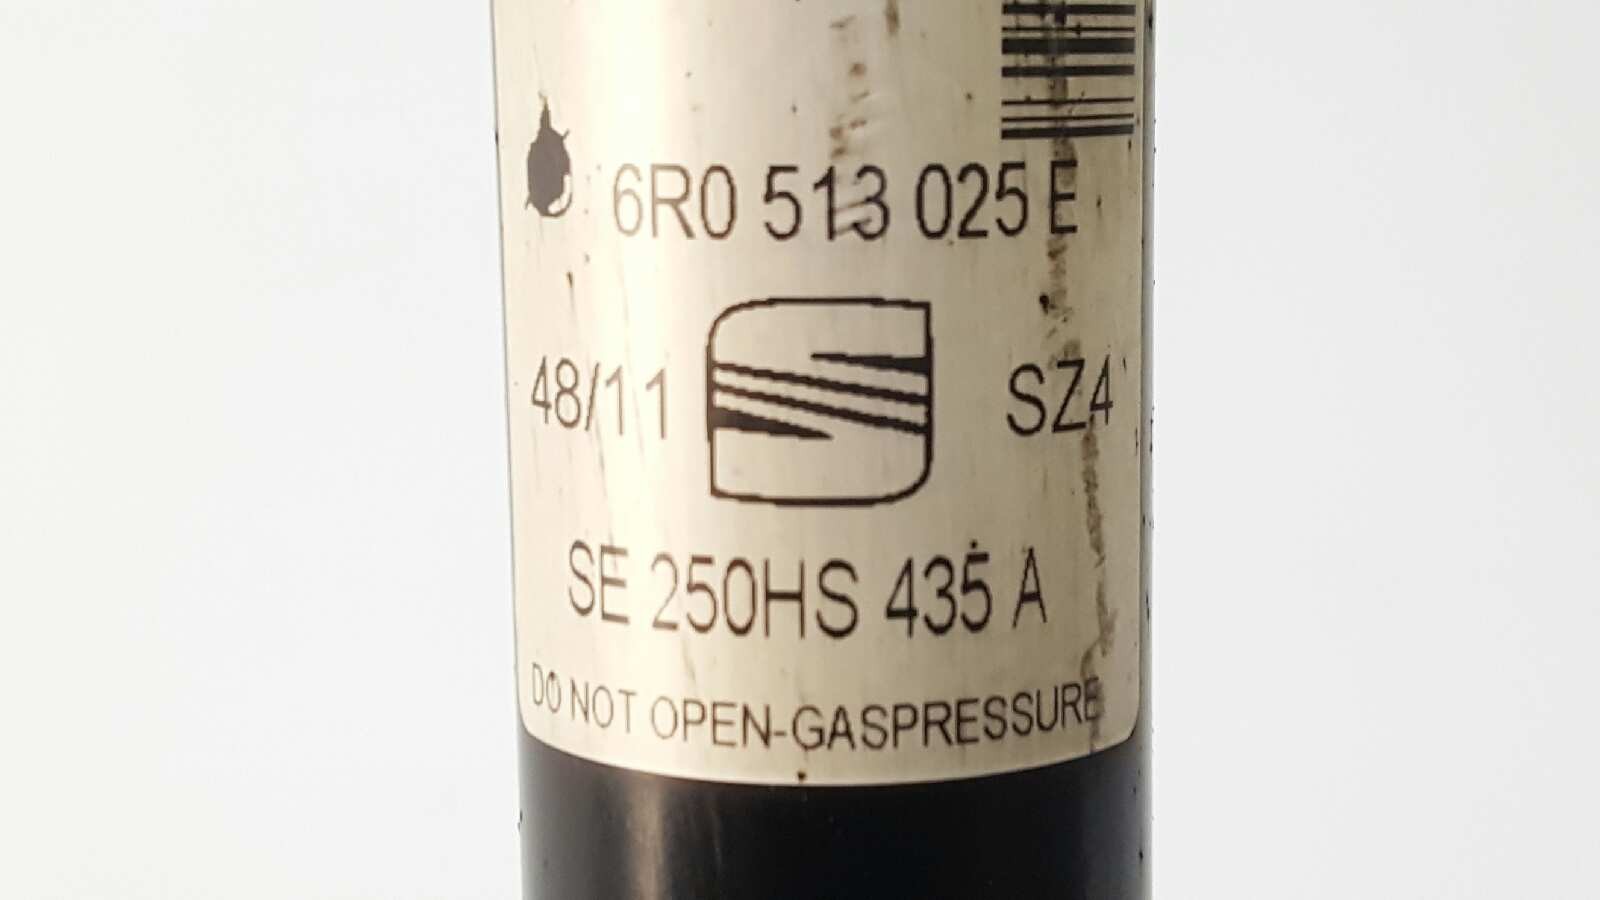 6R0 513 025 E
48/11 SZ4
SE 250HS 435 A
DO NOT OPEN-GASPRESSURE